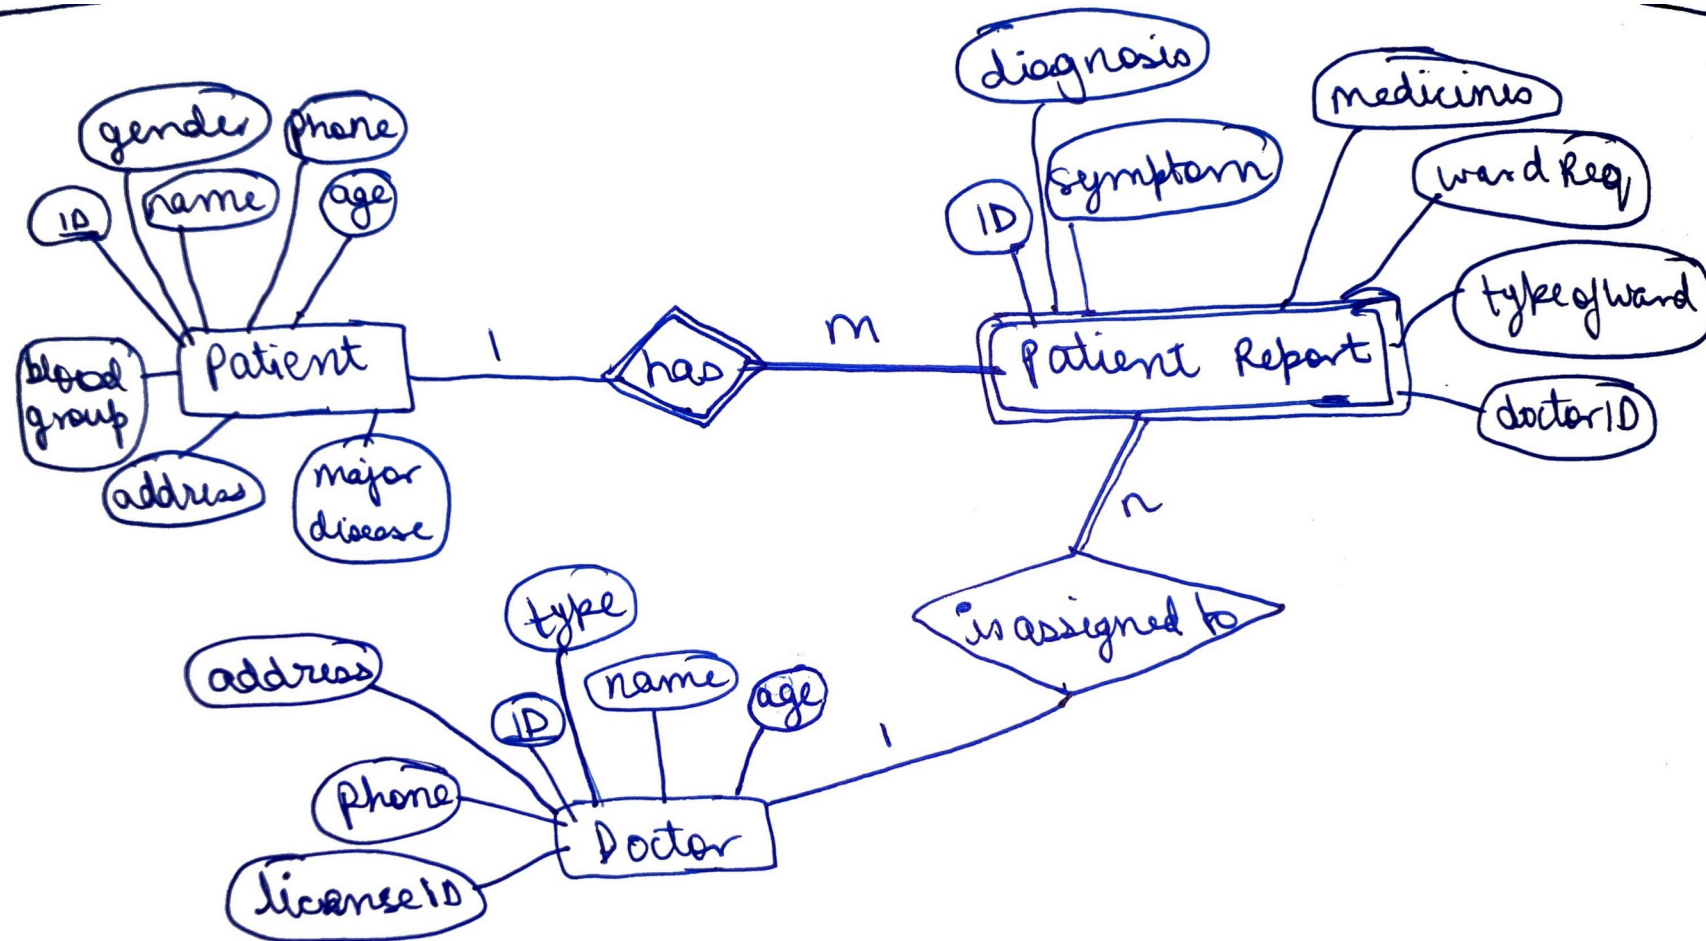 gender
phone
ID
name
age
Patient
blood
group
address
major
disease
1
has
m
diagnosis
symptom
ID
medicines
ward Req
type of Ward
doctorID
Patient Report
n
is assigned to
1
type
address
ID
name
age
phone
licenseID
Doctor